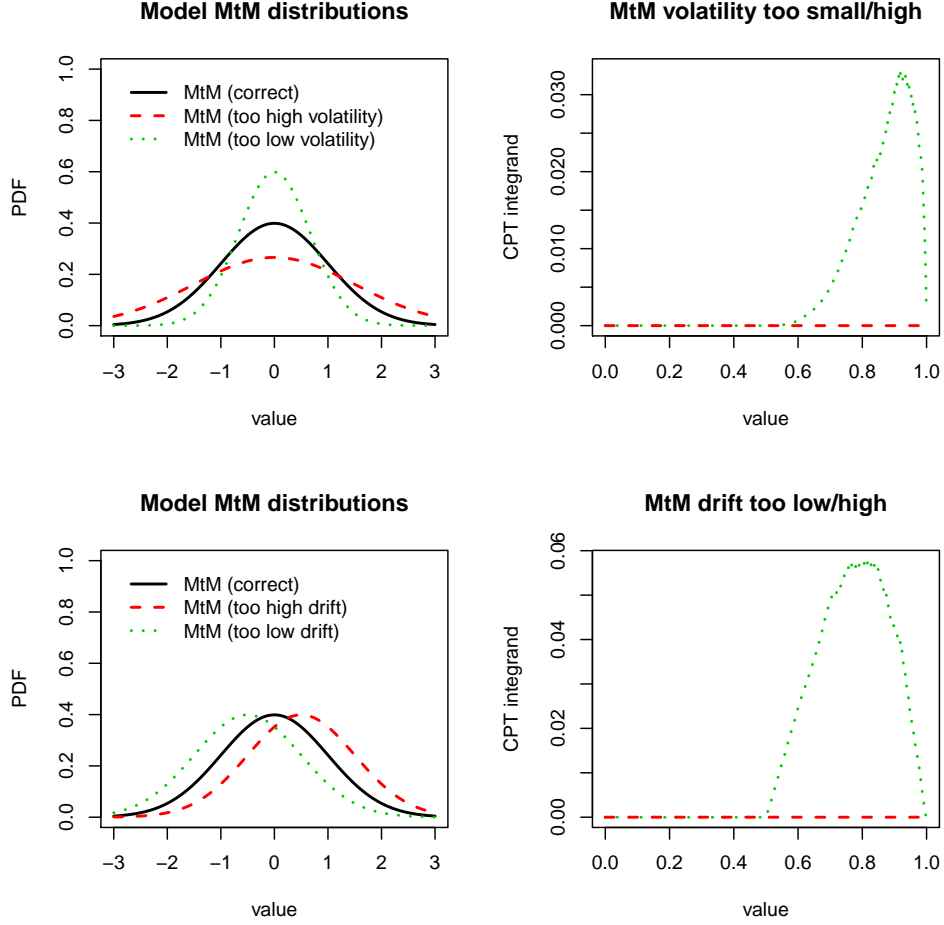 Model MtM distributions
PDF
1.0
0.8
0.6
0.4
0.2
0.0
MtM (correct)
MtM (too high volatility)
MtM (too low volatility)
−3 −2 −1 0 1 2 3
value
MtM volatility too small/high
CPT integrand
0.030
0.020
0.010
0.000
0.0 0.2 0.4 0.6 0.8 1.0
value
Model MtM distributions
PDF
1.0
0.8
0.6
0.4
0.2
0.0
MtM (correct)
MtM (too high drift)
MtM (too low drift)
−3 −2 −1 0 1 2 3
value
MtM drift too low/high
CPT integrand
0.06
0.04
0.02
0.00
0.0 0.2 0.4 0.6 0.8 1.0
value